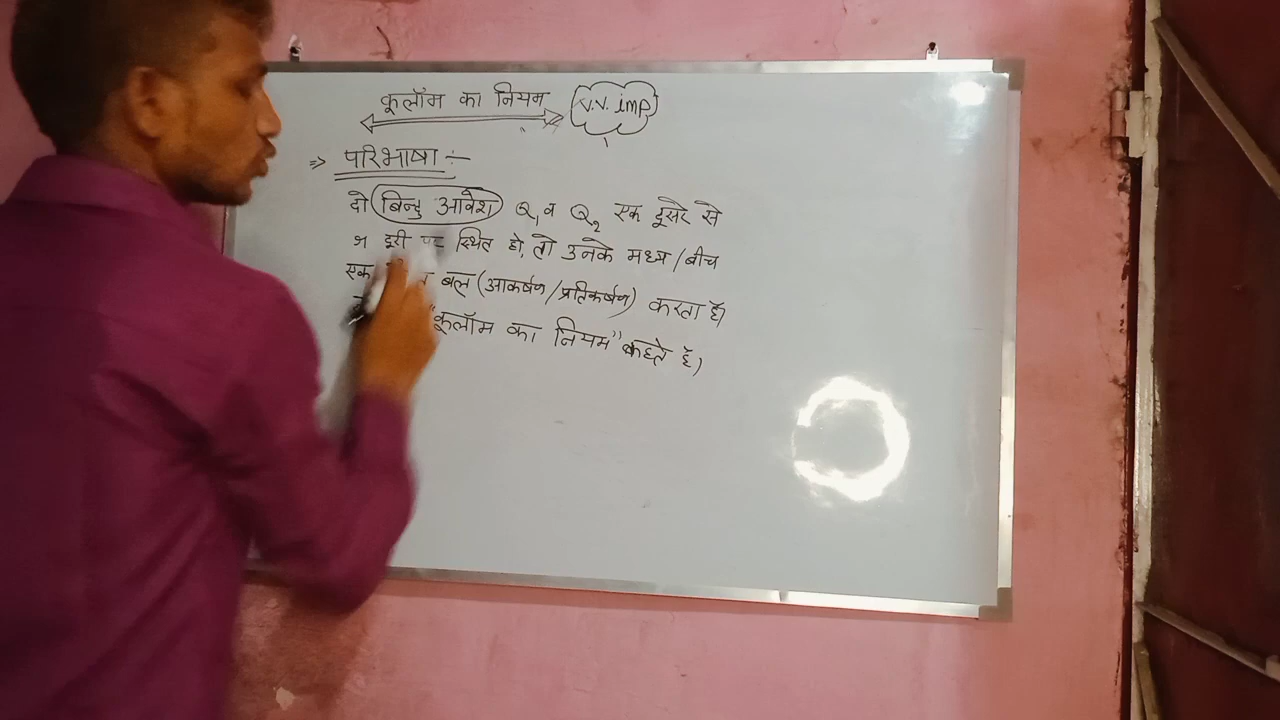 कूलॉम का नियम V.V. imp
⇒ परिभाषा :-
दो बिन्दु आवेश Q₁ व Q₂ एक दूसरे से
r दूरी पर स्थित हो, तो उनके मध्य/बीच
एक बल (आकर्षण/प्रतिकर्षण) करता है।
"कूलॉम का नियम" कहते है।